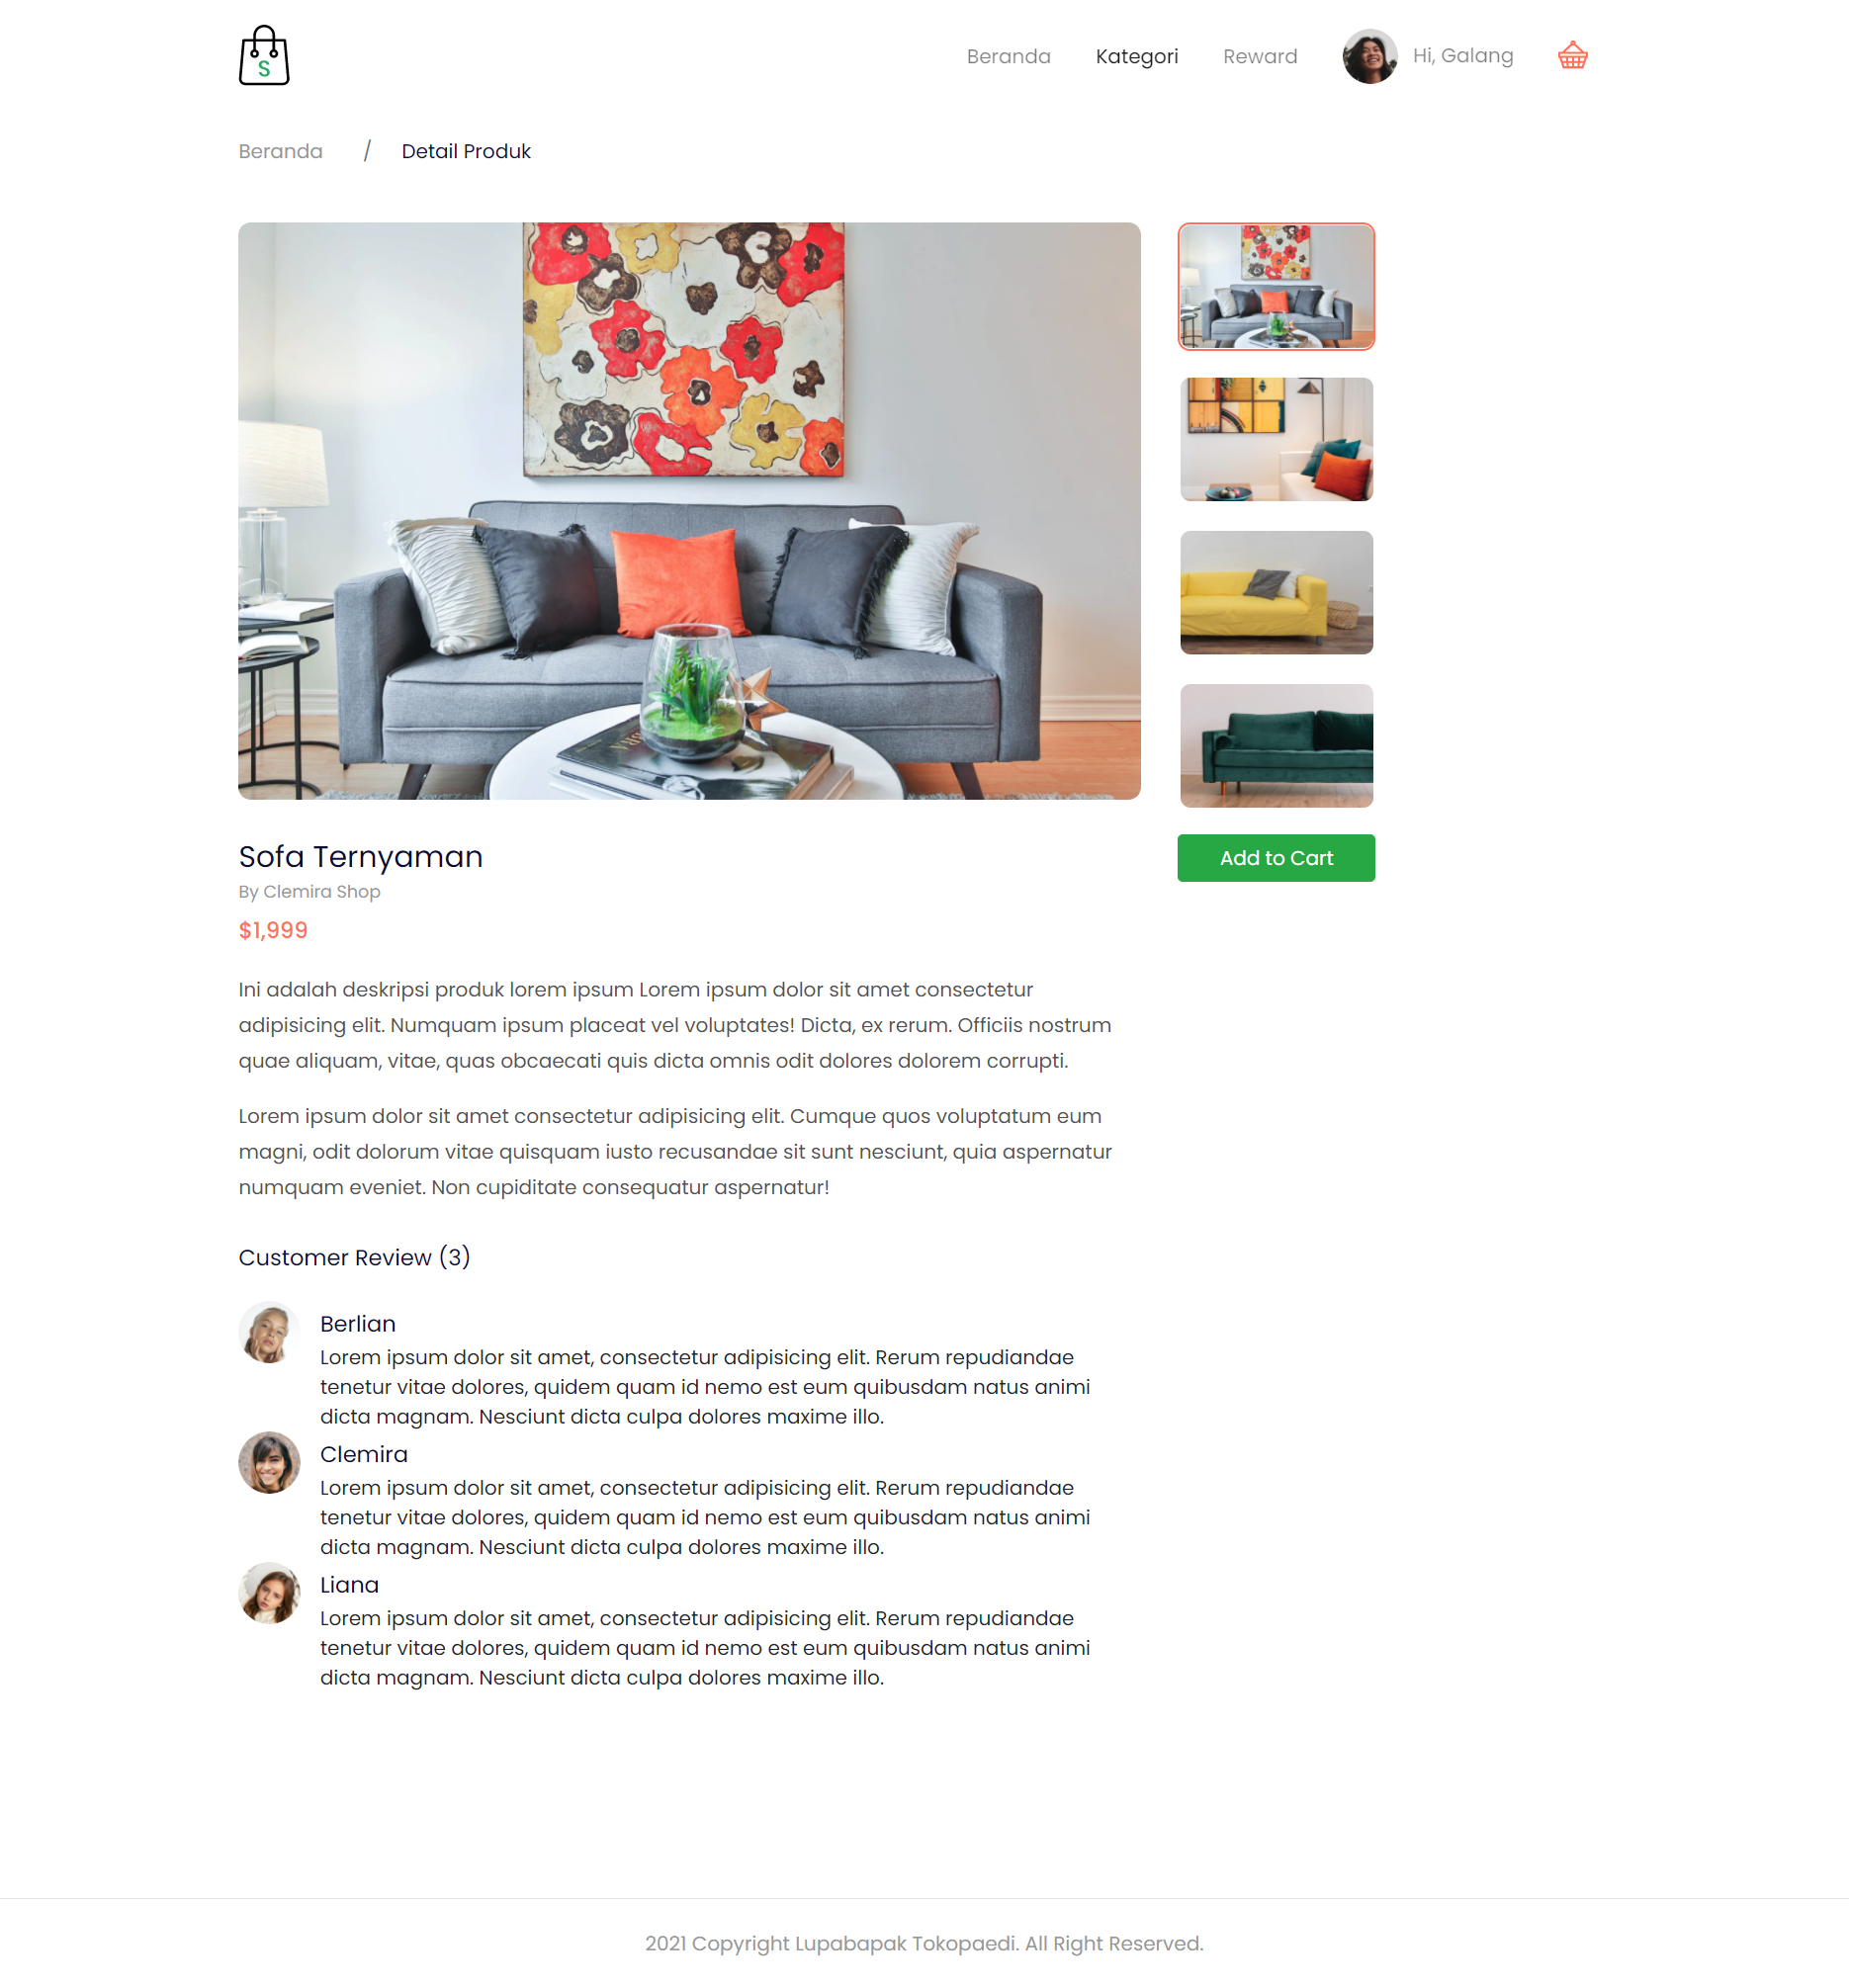 S
Beranda
Kategori
Reward
Hi, Galang
Beranda / Detail Produk
Sofa Ternyaman
By Clemira Shop
$1,999
Add to Cart
Ini adalah deskripsi produk lorem ipsum Lorem ipsum dolor sit amet consectetur
adipisicing elit. Numquam ipsum placeat vel voluptates! Dicta, ex rerum. Officiis nostrum
quae aliquam, vitae, quas obcaecati quis dicta omnis odit dolores dolorem corrupti.
Lorem ipsum dolor sit amet consectetur adipisicing elit. Cumque quos voluptatum eum
magni, odit dolorum vitae quisquam iusto recusandae sit sunt nesciunt, quia aspernatur
numquam eveniet. Non cupiditate consequatur aspernatur!
Customer Review (3)
Berlian
Lorem ipsum dolor sit amet, consectetur adipisicing elit. Rerum repudiandae
tenetur vitae dolores, quidem quam id nemo est eum quibusdam natus animi
dicta magnam. Nesciunt dicta culpa dolores maxime illo.
Clemira
Lorem ipsum dolor sit amet, consectetur adipisicing elit. Rerum repudiandae
tenetur vitae dolores, quidem quam id nemo est eum quibusdam natus animi
dicta magnam. Nesciunt dicta culpa dolores maxime illo.
Liana
Lorem ipsum dolor sit amet, consectetur adipisicing elit. Rerum repudiandae
tenetur vitae dolores, quidem quam id nemo est eum quibusdam natus animi
dicta magnam. Nesciunt dicta culpa dolores maxime illo.
2021 Copyright Lupabapak Tokopaedi. All Right Reserved.